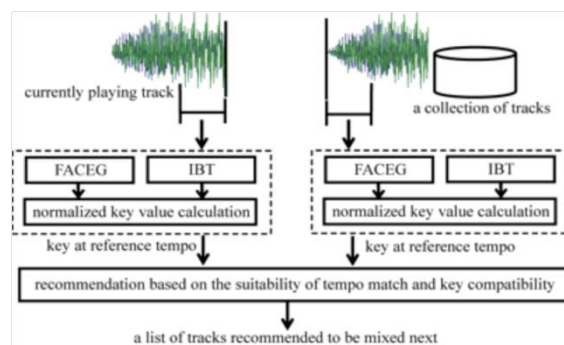 currently playing track
a collection of tracks
FACEG IBT
FACEG IBT
normalized key value calculation
normalized key value calculation
key at reference tempo
key at reference tempo
recommendation based on the suitability of tempo match and key compatibility
a list of tracks recommended to be mixed next